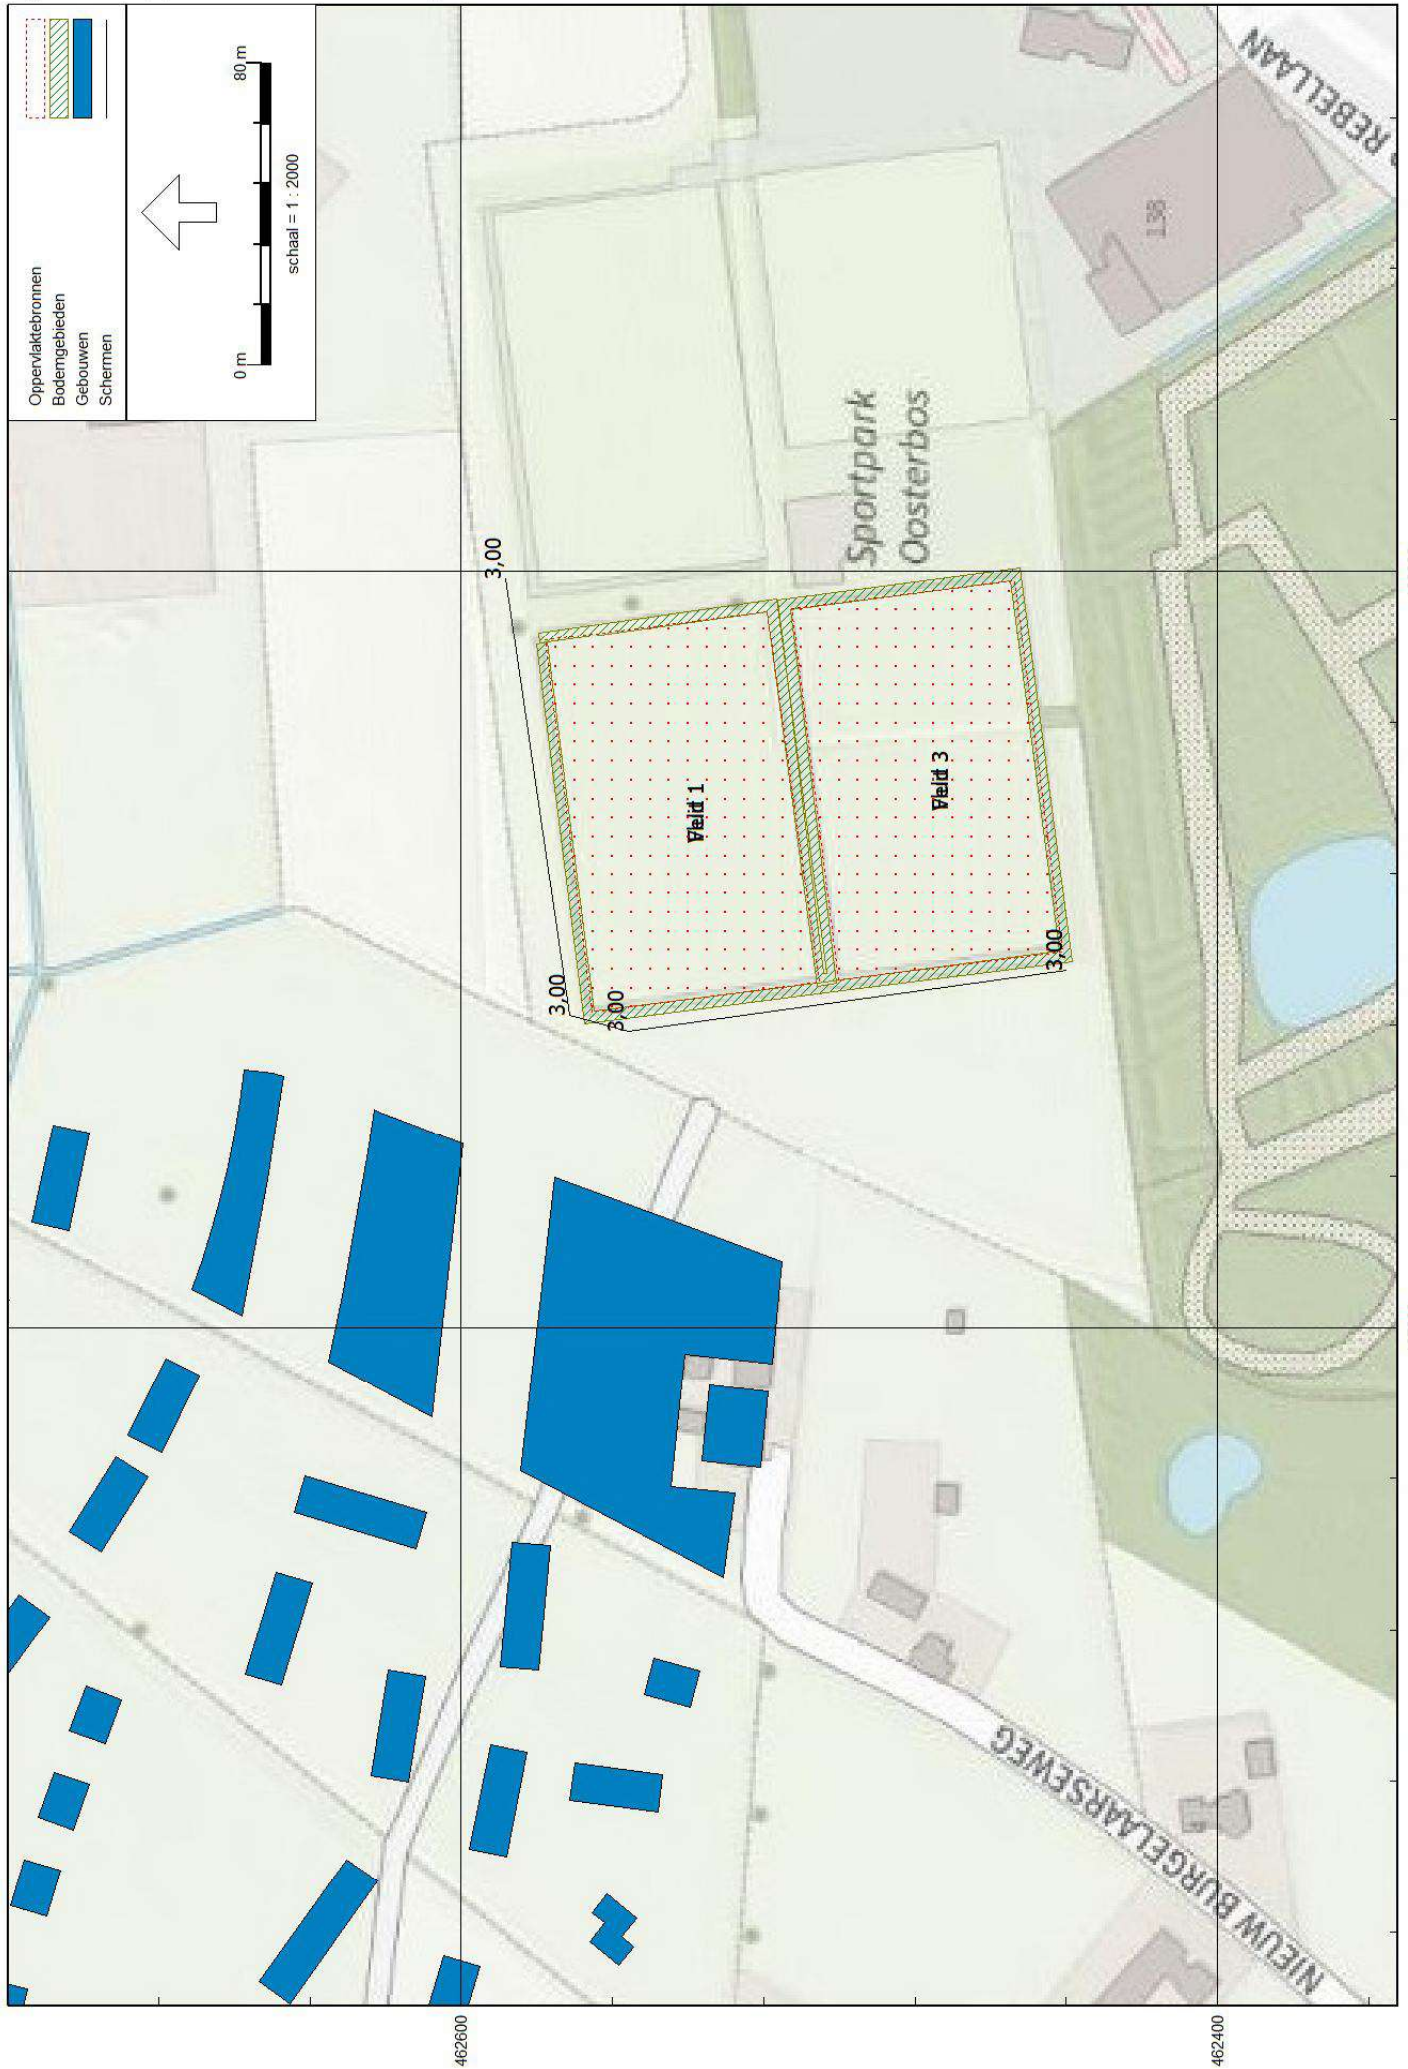 Oppervlaktebronnen
Bodemgebieden
Gebouwen
Schermen
0 m
80 m
schaal = 1 : 2000
REBELLAAN
138
Sportpark
Oosterbos
3,00
3,00
3,00
3,00
Veld 1
Veld 3
NIEUW BURGELAARSEWEG
462600
462400